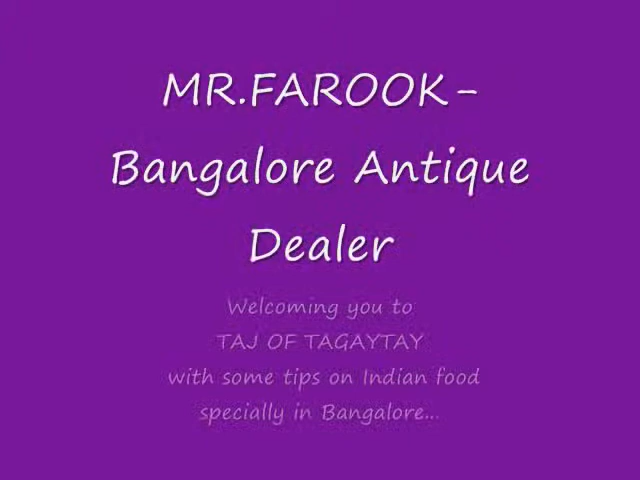 MR.FAROOK-
Bangalore Antique
Dealer
Welcoming you to
TAJ OF TAGAYTAY
with some tips on Indian food
specially in Bangalore...